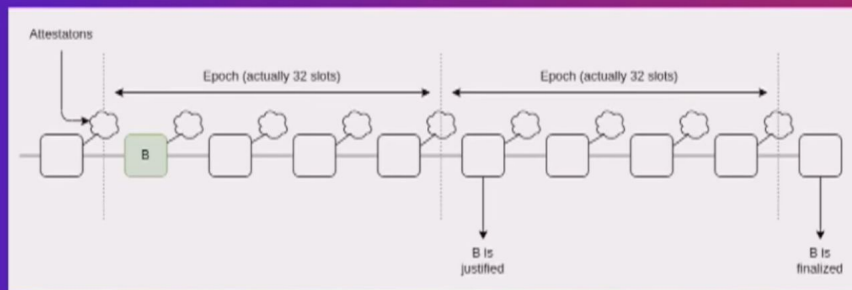 Attestatons
Epoch (actually 32 slots)
Epoch (actually 32 slots)
B
B is
justified
B is
finalized